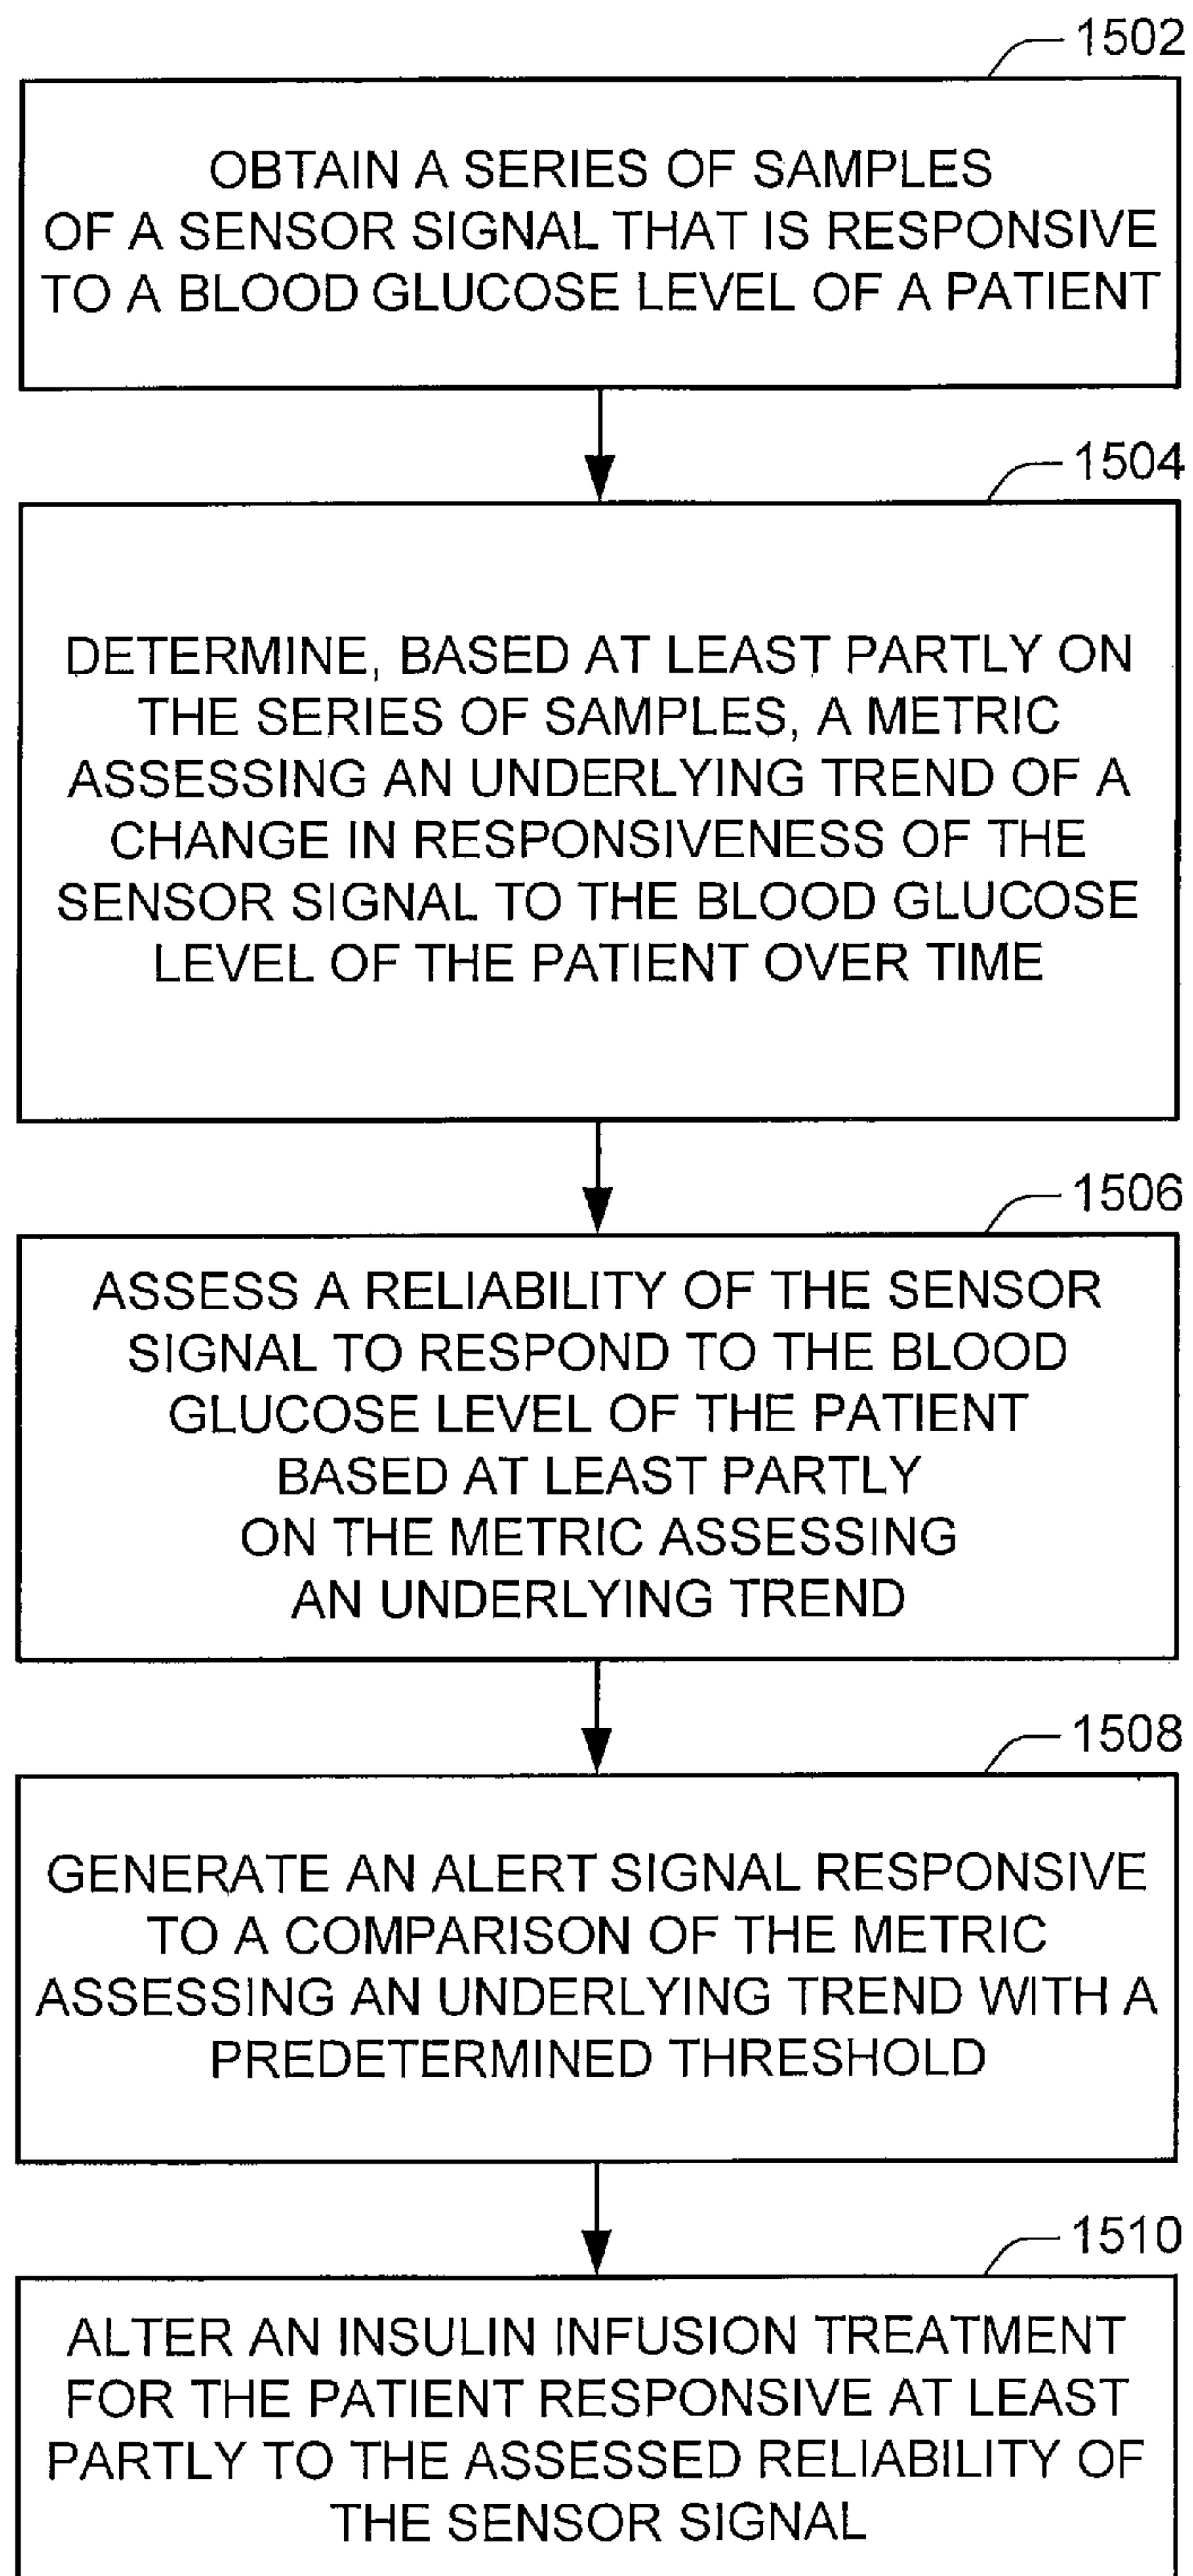 1502
OBTAIN A SERIES OF SAMPLES
OF A SENSOR SIGNAL THAT IS RESPONSIVE
TO A BLOOD GLUCOSE LEVEL OF A PATIENT
1504
DETERMINE, BASED AT LEAST PARTLY ON
THE SERIES OF SAMPLES, A METRIC
ASSESSING AN UNDERLYING TREND OF A
CHANGE IN RESPONSIVENESS OF THE
SENSOR SIGNAL TO THE BLOOD GLUCOSE
LEVEL OF THE PATIENT OVER TIME
1506
ASSESS A RELIABILITY OF THE SENSOR
SIGNAL TO RESPOND TO THE BLOOD
GLUCOSE LEVEL OF THE PATIENT
BASED AT LEAST PARTLY
ON THE METRIC ASSESSING
AN UNDERLYING TREND
1508
GENERATE AN ALERT SIGNAL RESPONSIVE
TO A COMPARISON OF THE METRIC
ASSESSING AN UNDERLYING TREND WITH A
PREDETERMINED THRESHOLD
1510
ALTER AN INSULIN INFUSION TREATMENT
FOR THE PATIENT RESPONSIVE AT LEAST
PARTLY TO THE ASSESSED RELIABILITY OF
THE SENSOR SIGNAL